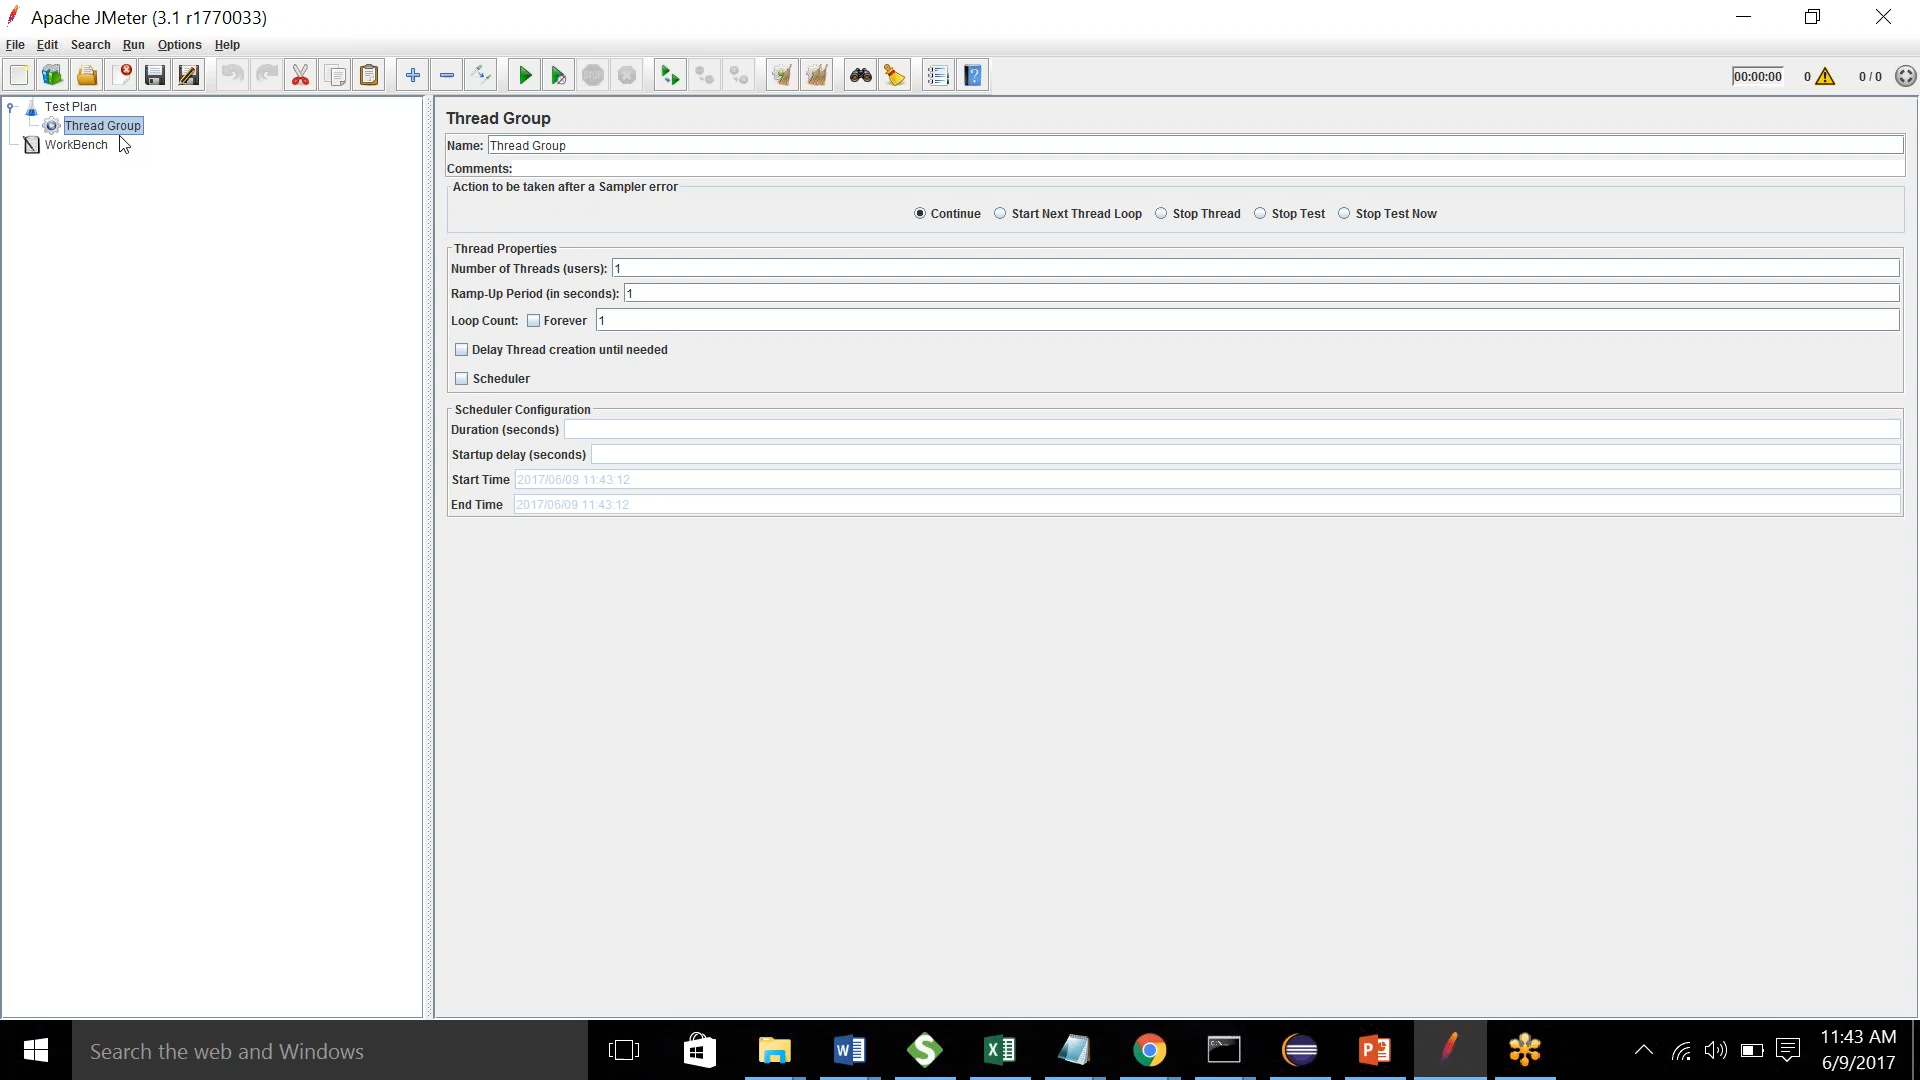 Apache JMeter (3.1 r1770033)
File Edit Search Run Options Help
00:00:00 0 0 / 0
Test Plan
Thread Group
WorkBench
Thread Group
Name: Thread Group
Comments:
Action to be taken after a Sampler error
Continue Start Next Thread Loop Stop Thread Stop Test Stop Test Now
Thread Properties
Number of Threads (users): 1
Ramp-Up Period (in seconds): 1
Loop Count: Forever 1
Delay Thread creation until needed
Scheduler
Scheduler Configuration
Duration (seconds)
Startup delay (seconds)
Start Time 2017/06/09 11:43:12
End Time 2017/06/09 11:43:12
Search the web and Windows
11:43 AM
6/9/2017